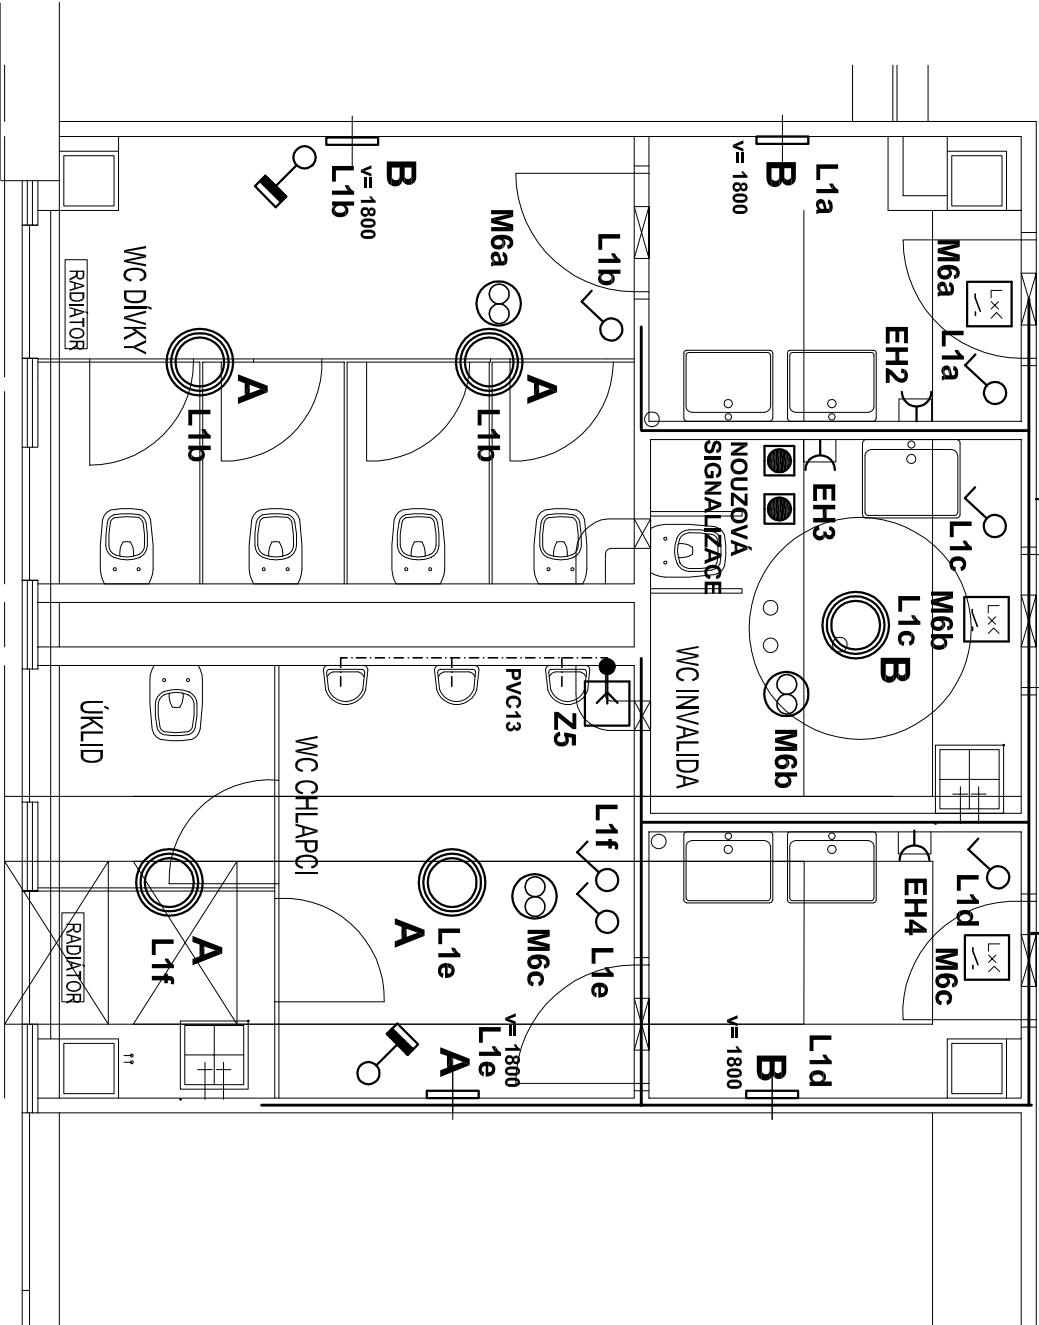 B
L1b
v= 1800
M6a
L1b
WC DÍVKY
RADIÁTOR
A
L1b
A
L1b
L1a
B
v= 1800
M6a
L1a
EH2
NOUZOVÁ
SIGNALIZACE
EH3
L1c
M6b
L1c
B
M6b
WC INVALIDA
PVC13
Z5
ÚKLID
WC CHLAPCI
L1f
L1e
M6c
L1e
A
A
L1f
RADIÁTOR
v= 1800
L1e
A
EH4
L1d
M6c
L1d
B
v= 1800